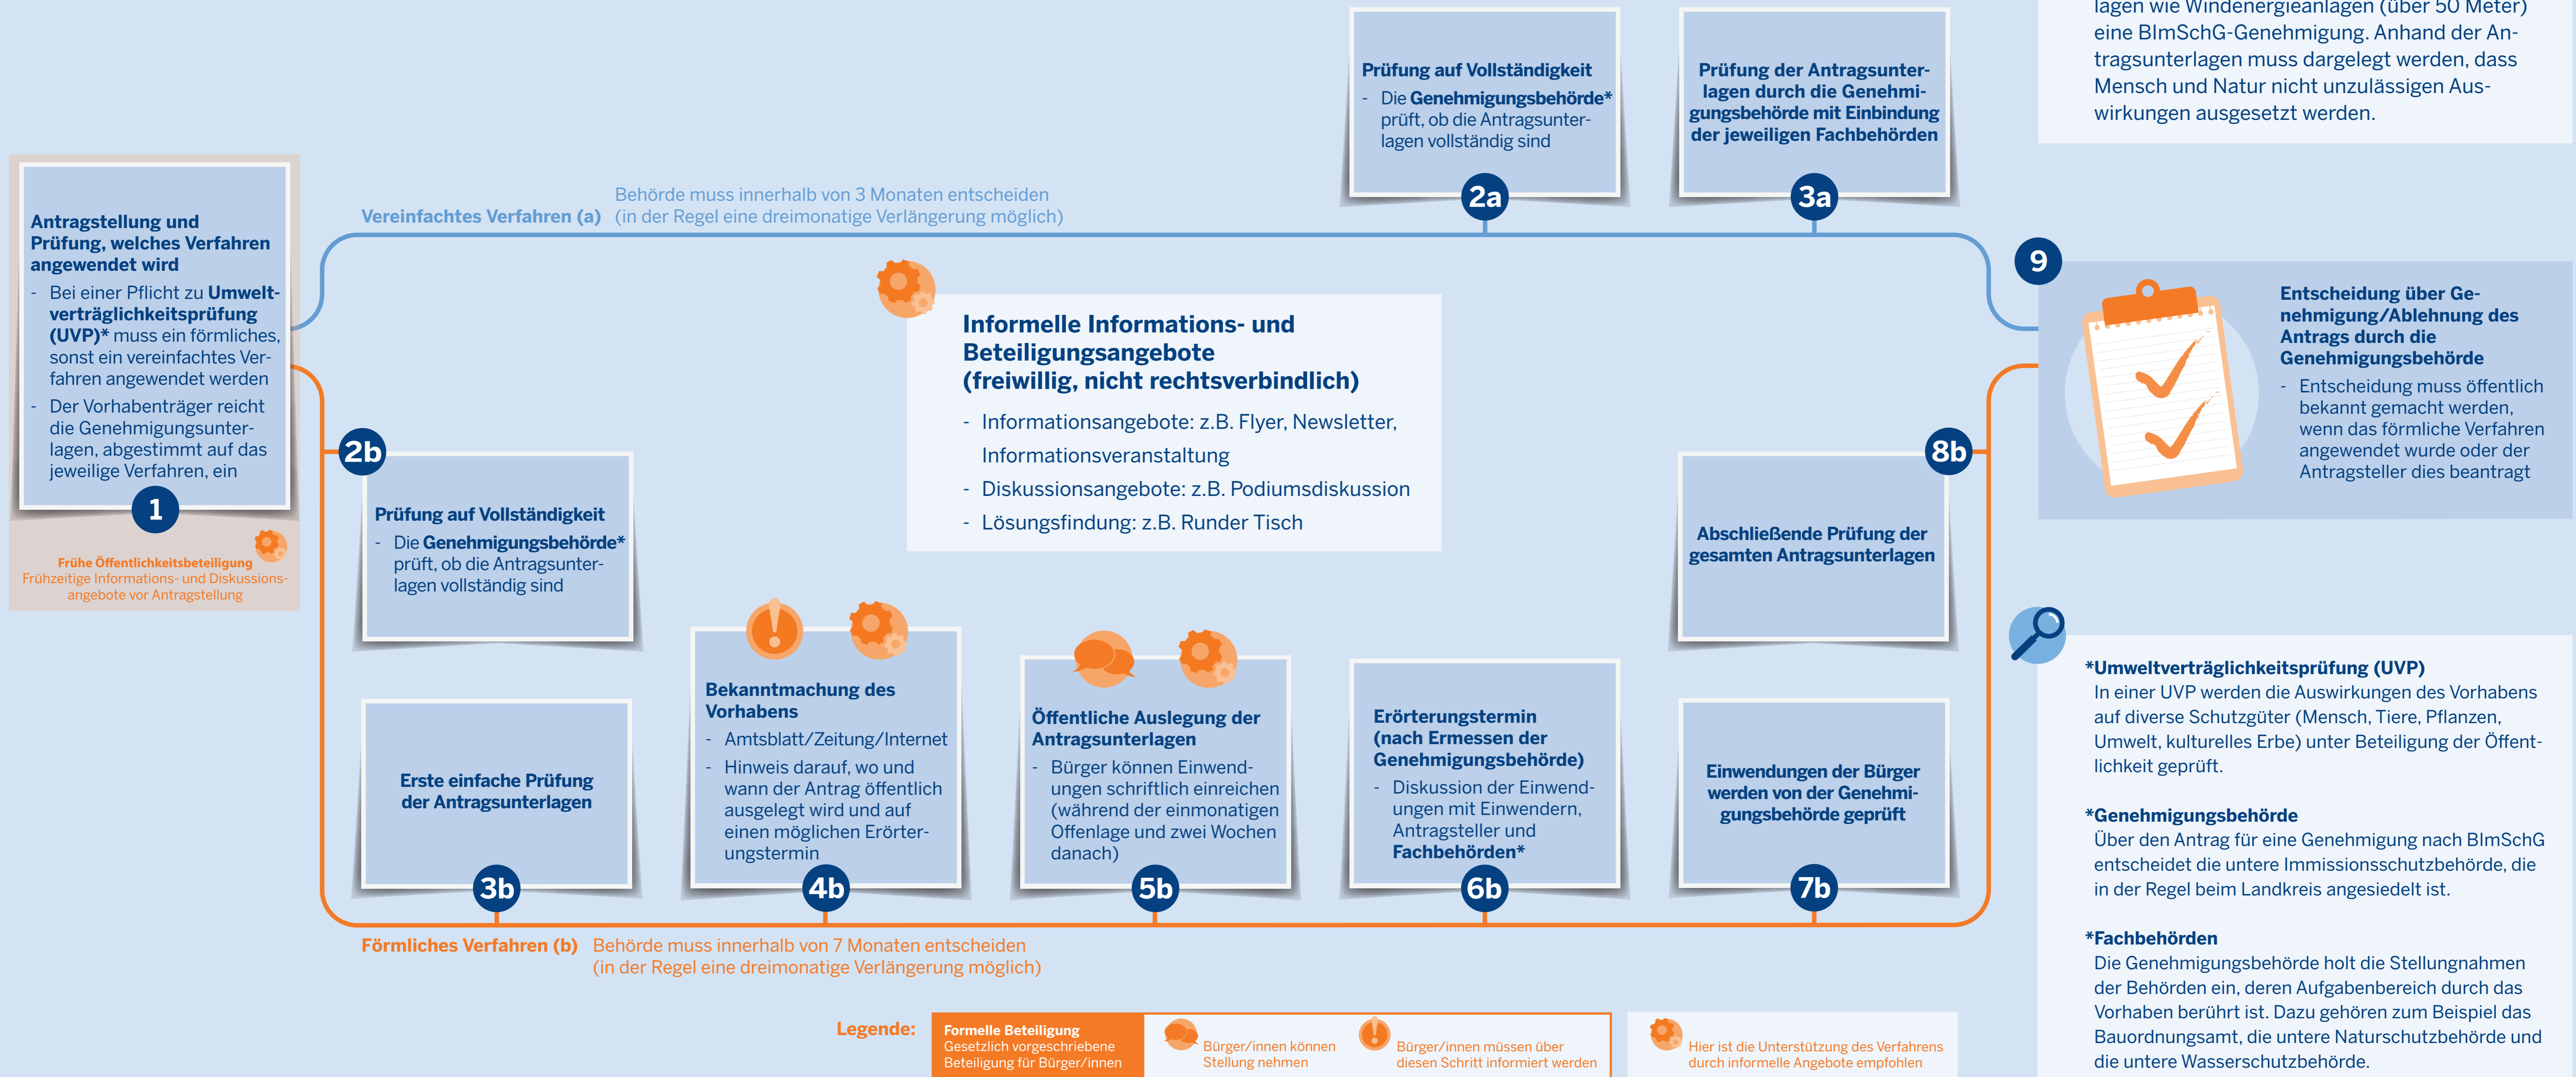 lagen wie Windenergieanlagen (über 50 Meter)
eine BImSchG-Genehmigung. Anhand der An-
tragsunterlagen muss dargelegt werden, dass
Mensch und Natur nicht unzulässigen Aus-
wirkungen ausgesetzt werden.
Antragstellung und
Prüfung, welches Verfahren
angewendet wird
- Bei einer Pflicht zu Umwelt-
verträglichkeitsprüfung
(UVP)* muss ein förmliches,
sonst ein vereinfachtes Ver-
fahren angewendet werden
- Der Vorhabenträger reicht
die Genehmigungsunter-
lagen, abgestimmt auf das
jeweilige Verfahren, ein
1
Frühe Öffentlichkeitsbeteiligung
Frühzeitige Informations- und Diskussions-
angebote vor Antragstellung
Vereinfachtes Verfahren (a)
Behörde muss innerhalb von 3 Monaten entscheiden
(in der Regel eine dreimonatige Verlängerung möglich)
Prüfung auf Vollständigkeit
- Die Genehmigungsbehörde*
prüft, ob die Antragsunter-
lagen vollständig sind
2a
Prüfung der Antragsunter-
lagen durch die Genehmi-
gungsbehörde mit Einbindung
der jeweiligen Fachbehörden
3a
Informelle Informations- und
Beteiligungsangebote
(freiwillig, nicht rechtsverbindlich)
- Informationsangebote: z.B. Flyer, Newsletter,
Informationsveranstaltung
- Diskussionsangebote: z.B. Podiumsdiskussion
- Lösungsfindung: z.B. Runder Tisch
2b
Prüfung auf Vollständigkeit
- Die Genehmigungsbehörde*
prüft, ob die Antragsunter-
lagen vollständig sind
Erste einfache Prüfung
der Antragsunterlagen
3b
Bekanntmachung des
Vorhabens
- Amtsblatt/Zeitung/Internet
- Hinweis darauf, wo und
wann der Antrag öffentlich
ausgelegt wird und auf
einen möglichen Erörter-
ungstermin
4b
Öffentliche Auslegung der
Antragsunterlagen
- Bürger können Einwend-
ungen schriftlich einreichen
(während der einmonatigen
Offenlage und zwei Wochen
danach)
5b
Erörterungstermin
(nach Ermessen der
Genehmigungsbehörde)
- Diskussion der Einwend-
ungen mit Einwendern,
Antragsteller und
Fachbehörden*
6b
Einwendungen der Bürger
werden von der Genehmi-
gungsbehörde geprüft
7b
8b
Abschließende Prüfung der
gesamten Antragsunterlagen
Förmliches Verfahren (b)
Behörde muss innerhalb von 7 Monaten entscheiden
(in der Regel eine dreimonatige Verlängerung möglich)
9
Entscheidung über Ge-
nehmigung/Ablehnung des
Antrags durch die
Genehmigungsbehörde
- Entscheidung muss öffentlich
bekannt gemacht werden,
wenn das förmliche Verfahren
angewendet wurde oder der
Antragsteller dies beantragt
*Umweltverträglichkeitsprüfung (UVP)
In einer UVP werden die Auswirkungen des Vorhabens
auf diverse Schutzgüter (Mensch, Tiere, Pflanzen,
Umwelt, kulturelles Erbe) unter Beteiligung der Öffent-
lichkeit geprüft.
*Genehmigungsbehörde
Über den Antrag für eine Genehmigung nach BImSchG
entscheidet die untere Immissionsschutzbehörde, die
in der Regel beim Landkreis angesiedelt ist.
*Fachbehörden
Die Genehmigungsbehörde holt die Stellungnahmen
der Behörden ein, deren Aufgabenbereich durch das
Vorhaben berührt ist. Dazu gehören zum Beispiel das
Bauordnungsamt, die untere Naturschutzbehörde und
die untere Wasserschutzbehörde.
Legende:
Formelle Beteiligung
Gesetzlich vorgeschriebene
Beteiligung für Bürger/innen
Bürger/innen können
Stellung nehmen
Bürger/innen müssen über
diesen Schritt informiert werden
Hier ist die Unterstützung des Verfahrens
durch informelle Angebote empfohlen